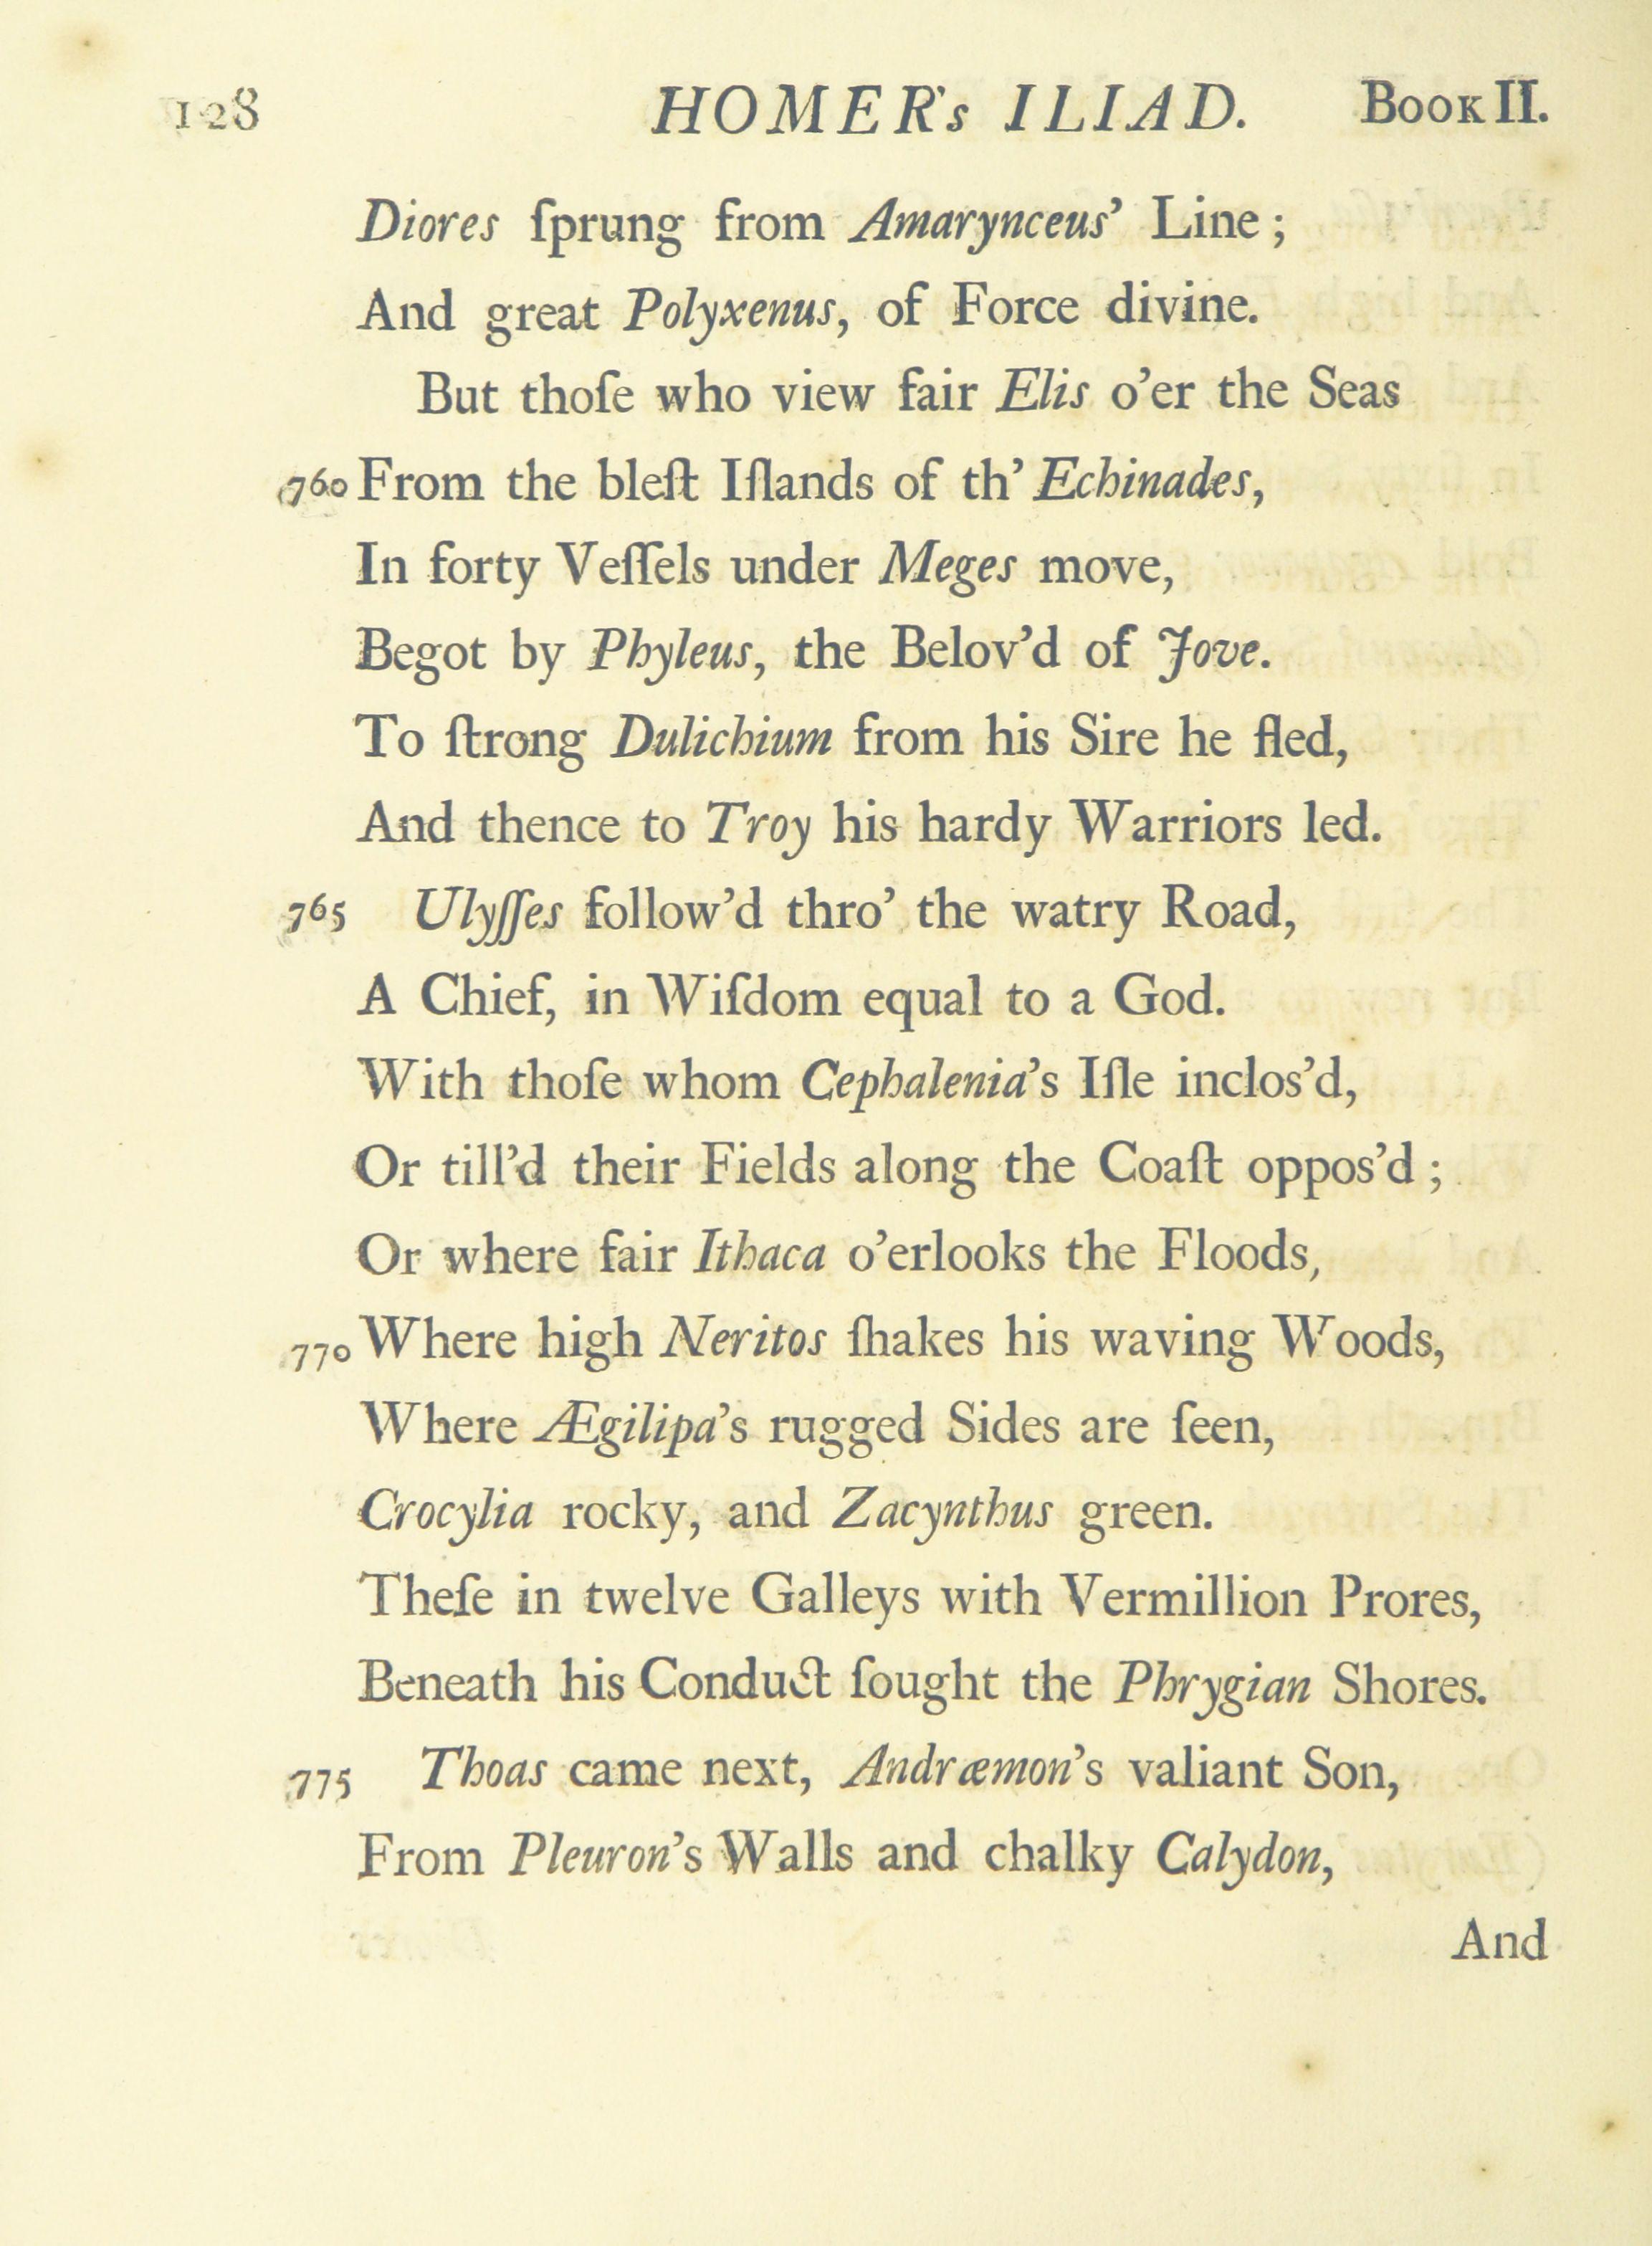 128 HOMER's ILIAD. BOOK II.
Diores ſprung from Amarynceus’ Line ;
And great Polyxenus, of Force divine.
But thoſe who view fair Elis o’er the Seas
760 From the bleſt Iſlands of th’ Echinades,
In forty Veſſels under Meges move,
Begot by Phyleus, the Belov’d of Jove.
To ſtrong Dulichium from his Sire he fled,
And thence to Troy his hardy Warriors led.
765 Ulyſſes follow’d thro’ the watry Road,
A Chief, in Wiſdom equal to a God.
With thoſe whom Cephalenia’s Iſle inclos’d,
Or till’d their Fields along the Coaſt oppos’d ;
Or where fair Ithaca o’erlooks the Floods,
770 Where high Neritos ſhakes his waving Woods,
Where Ægilipa’s rugged Sides are ſeen,
Crocylia rocky, and Zacynthus green.
Theſe in twelve Galleys with Vermillion Prores,
Beneath his Conduct ſought the Phrygian Shores.
775 Thoas came next, Andræmon’s valiant Son,
From Pleuron’s Walls and chalky Calydon,
And